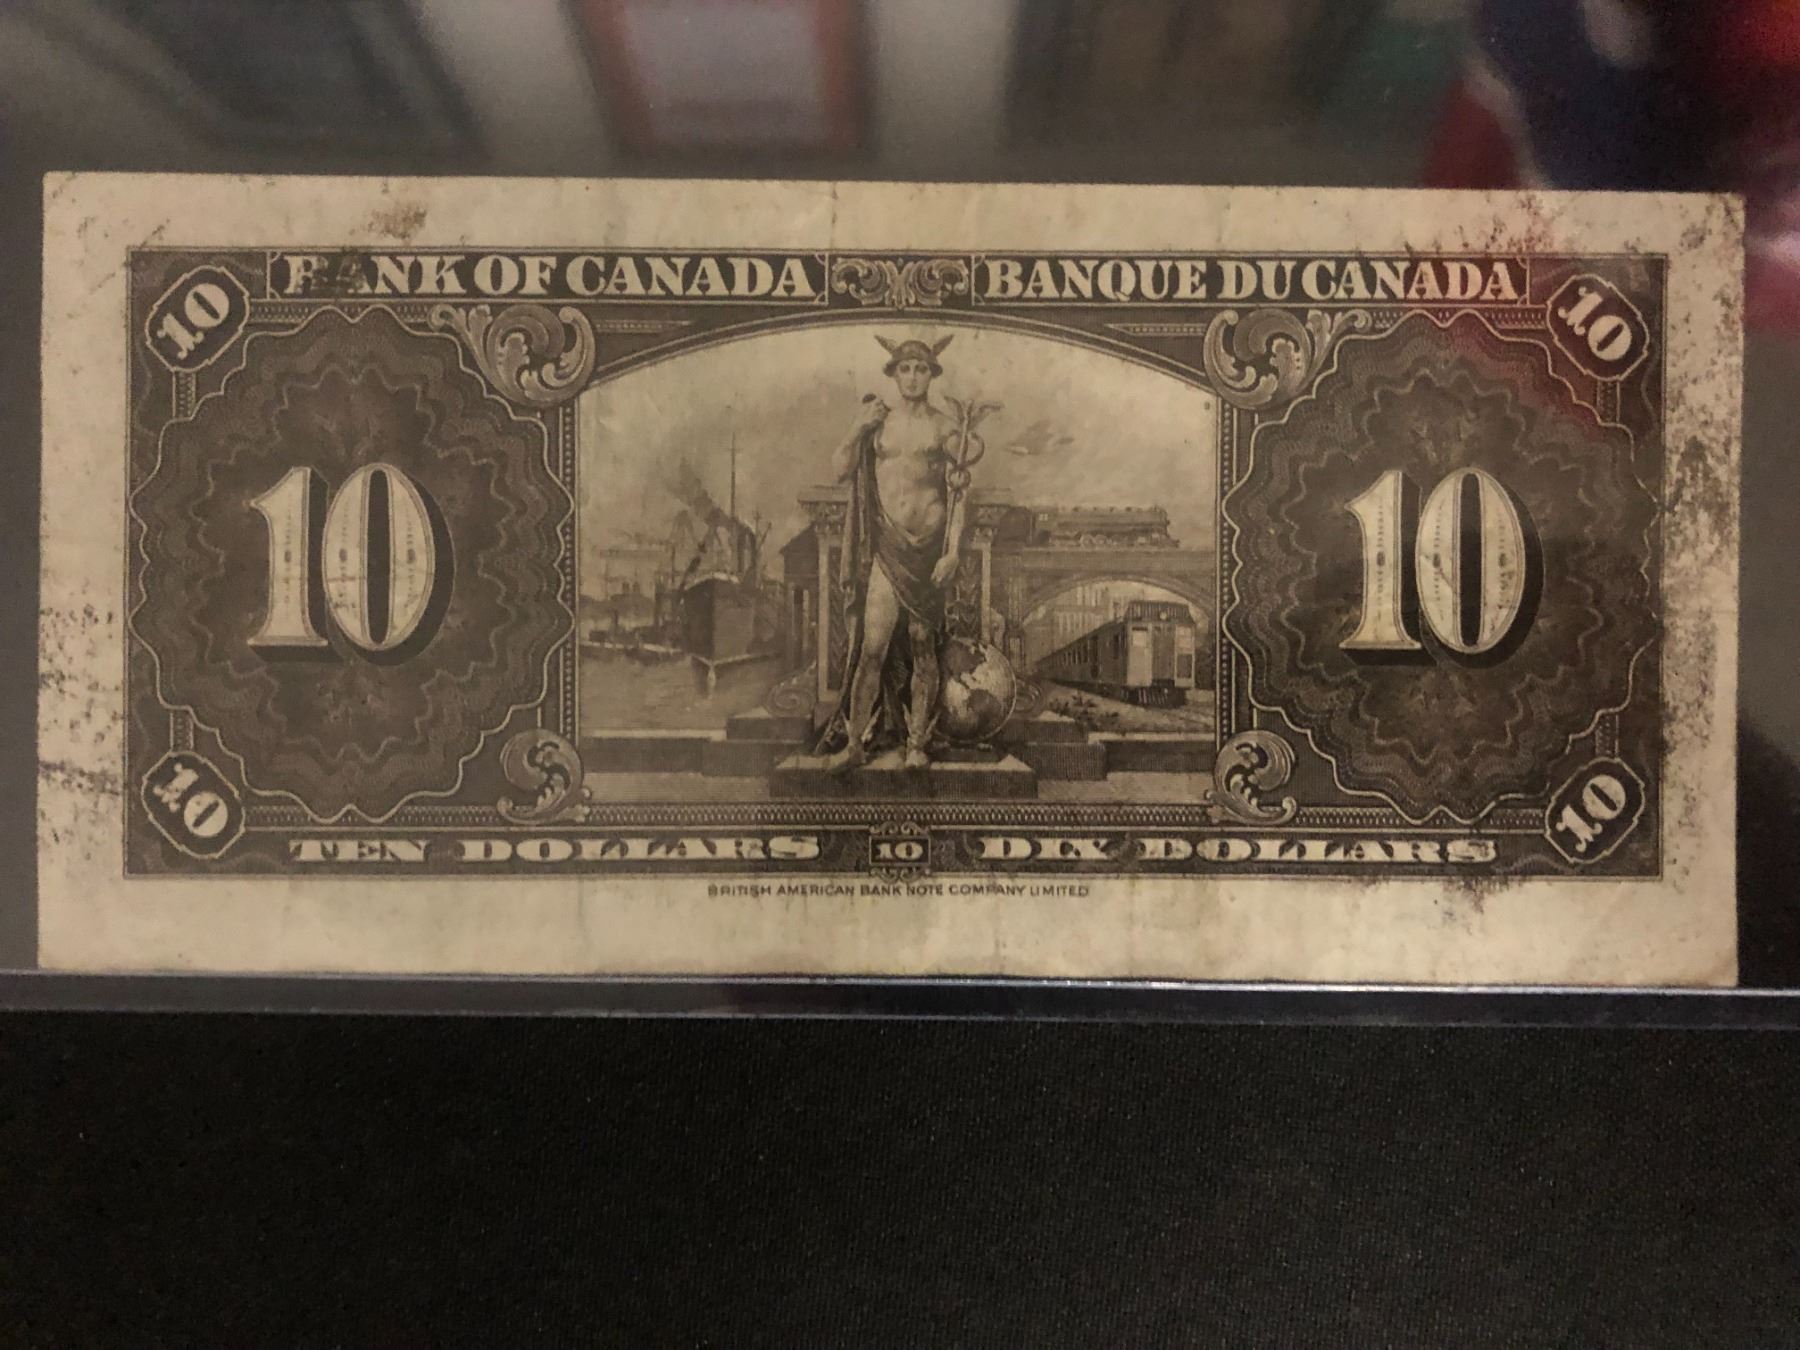 10 BANK OF CANADA BANQUE DU CANADA 10
10 10
10 TEN DOLLARS 10 DIX DOLLARS 10
BRITISH AMERICAN BANK NOTE COMPANY LIMITED